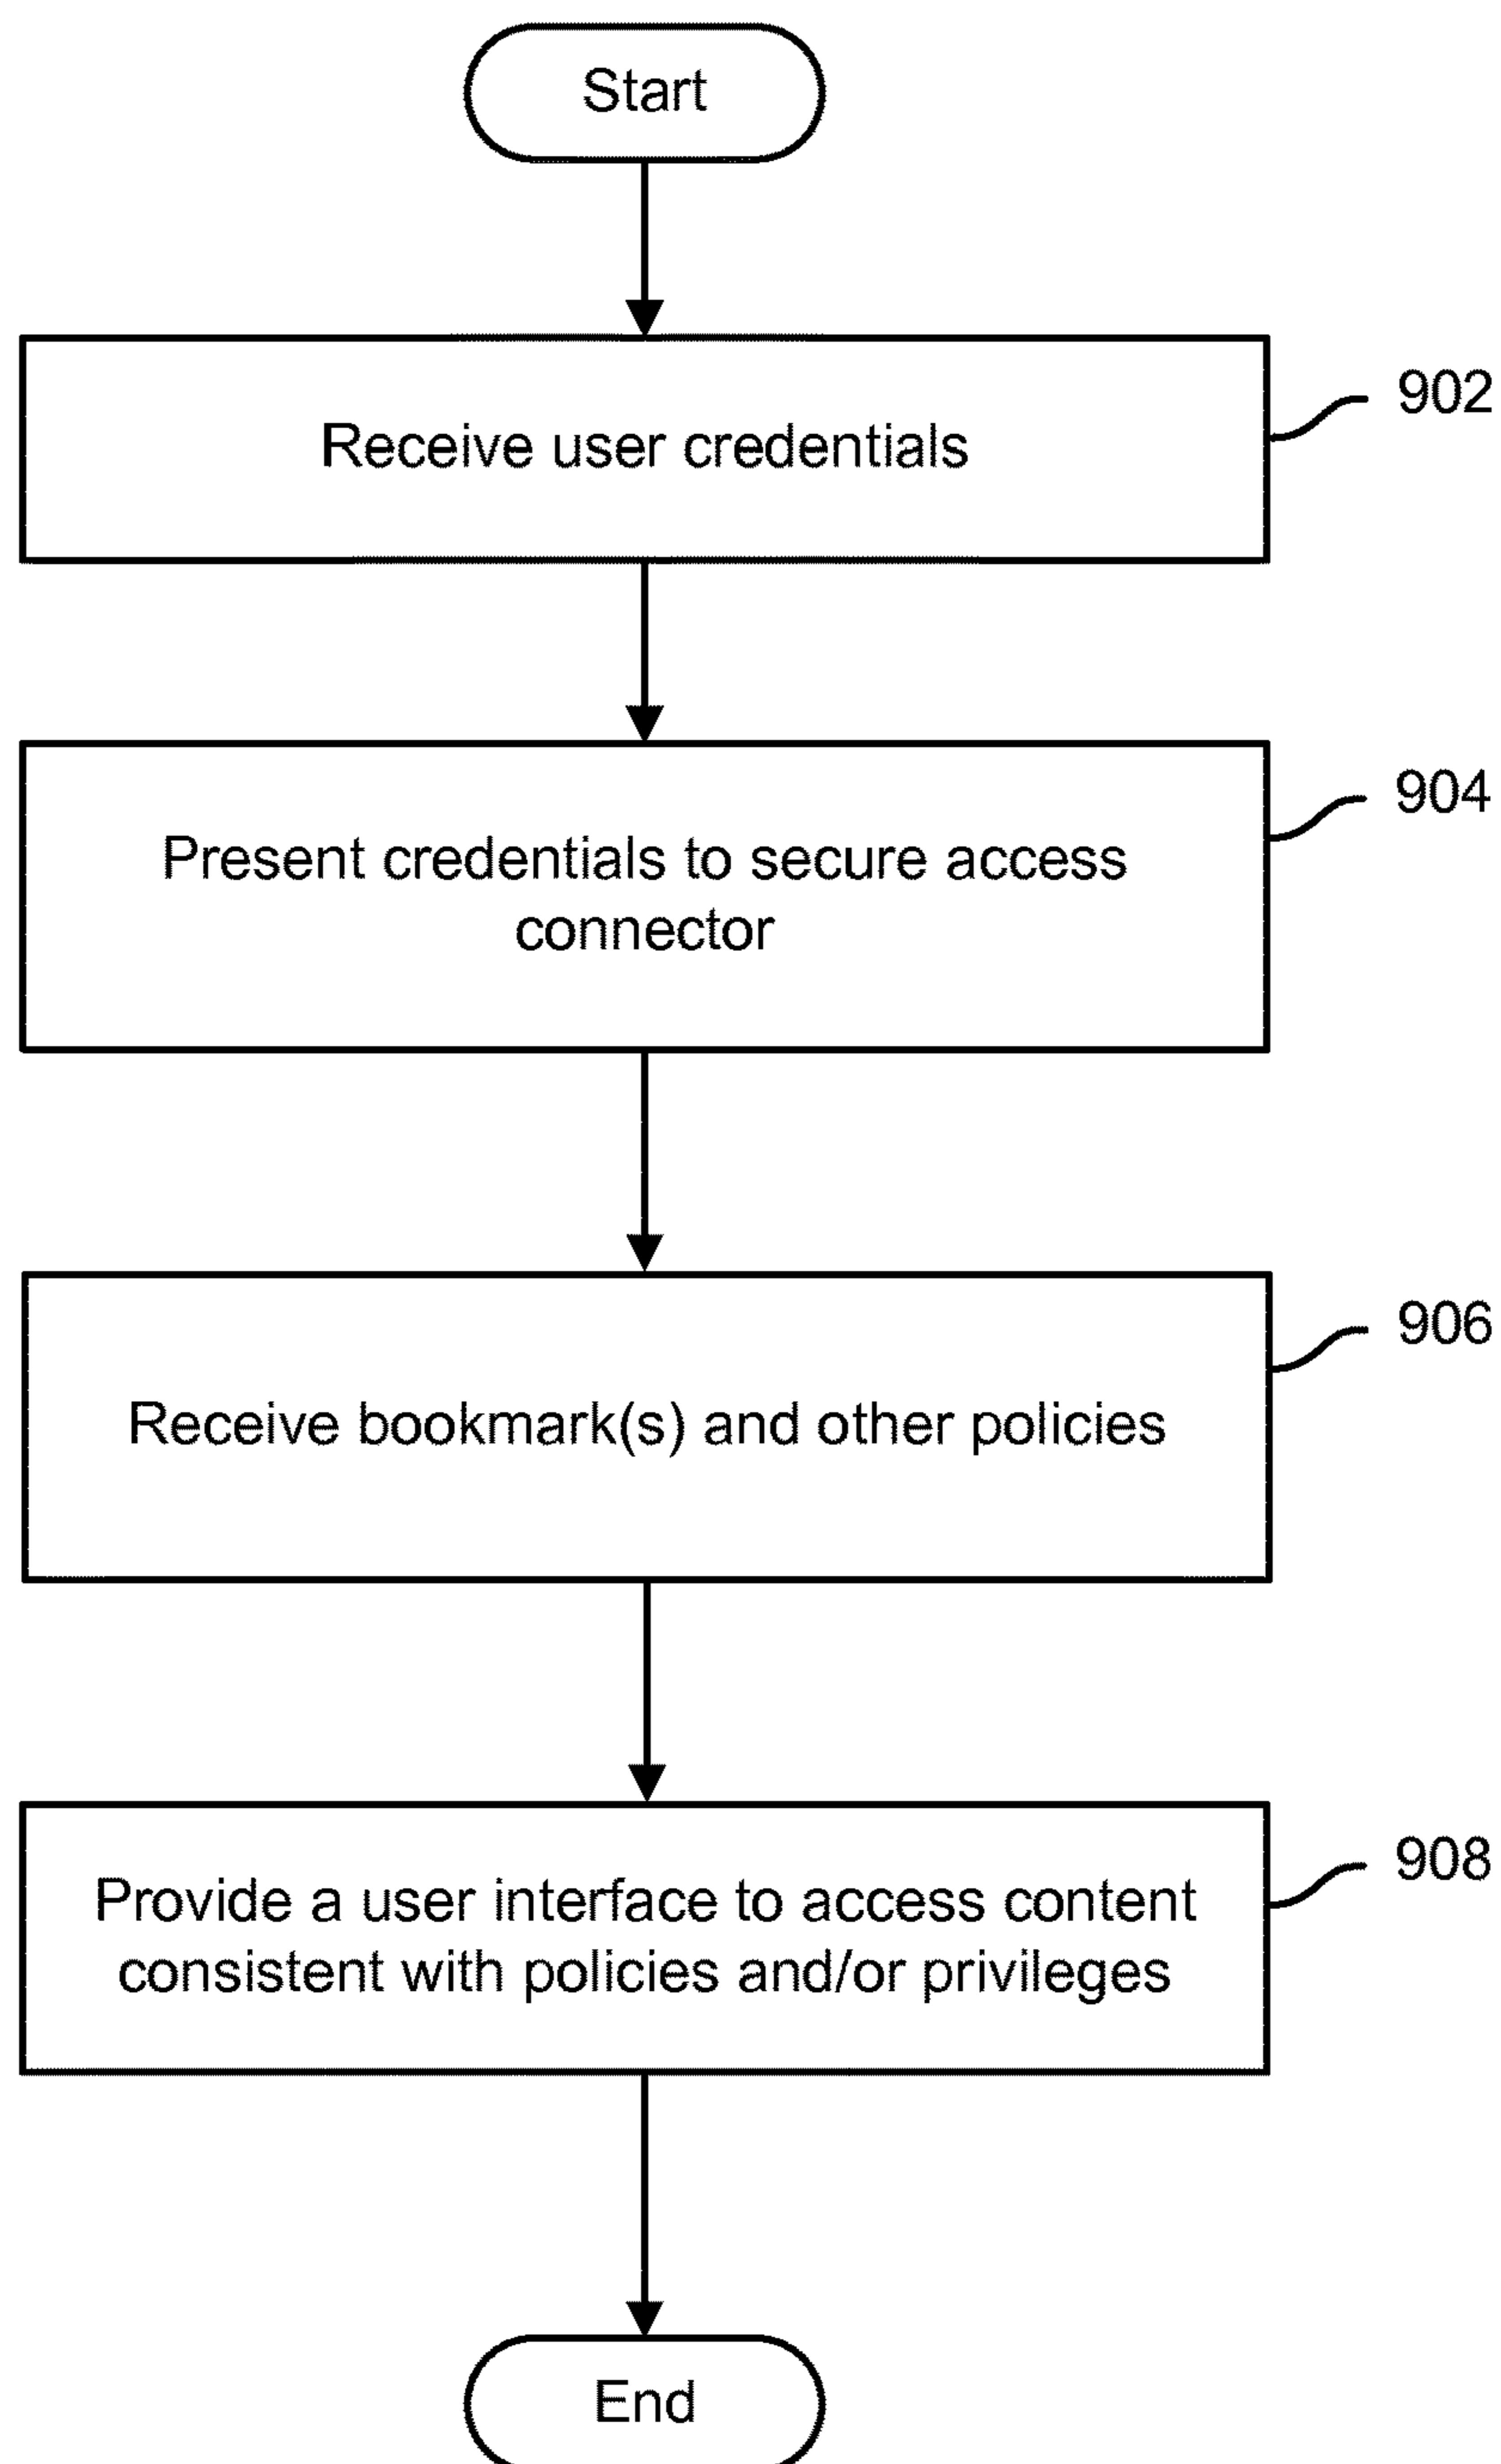 Start
902
Receive user credentials
904
Present credentials to secure access
connector
906
Receive bookmark(s) and other policies
908
Provide a user interface to access content
consistent with policies and/or privileges
End